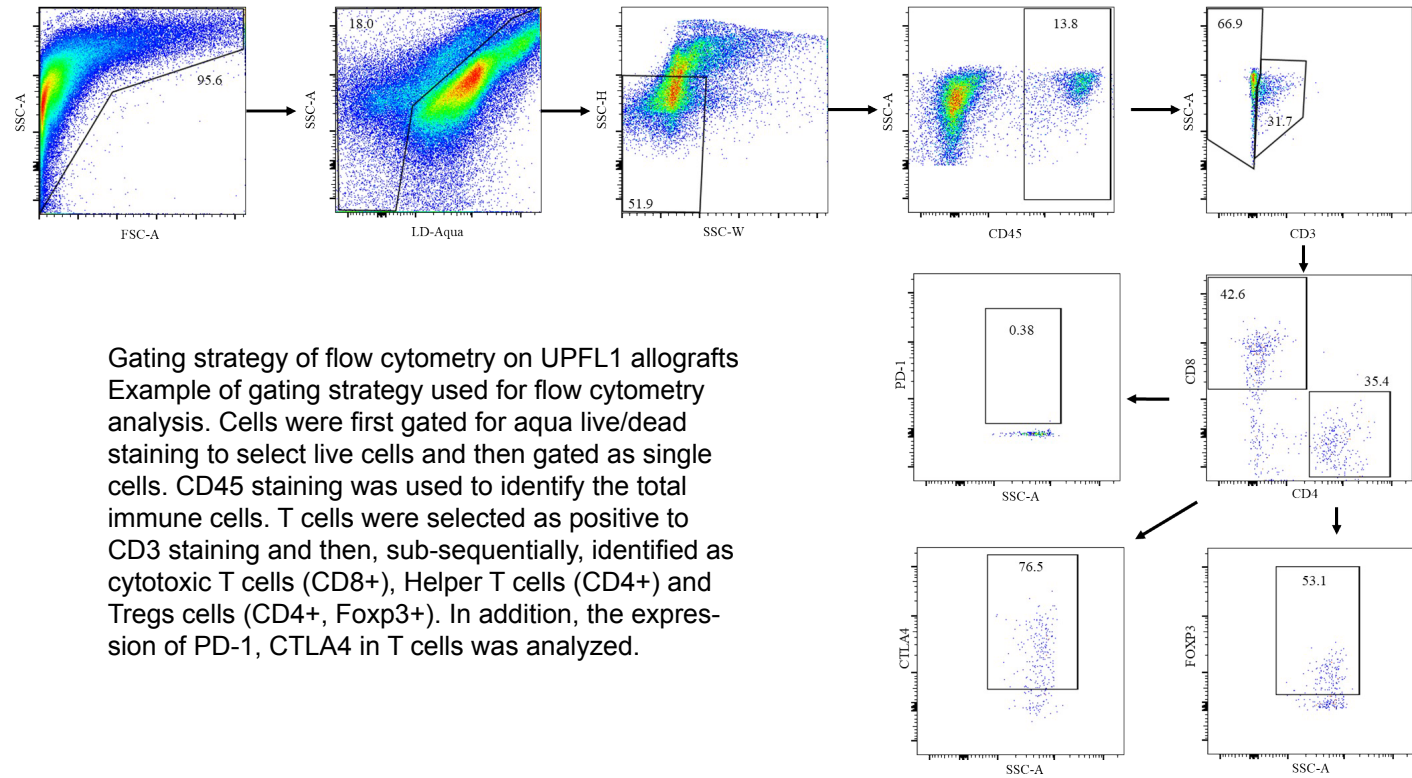 18.0
13.8
66.9
95.6
31.7
51.9
SSC-A
SSC-A
SSC-H
SSC-A
SSC-A
FSC-A
LD-Aqua
SSC-W
CD45
CD3
0.38
42.6
35.4
PD-1
CD8
SSC-A
CD4
Gating strategy of flow cytometry on UPFL1 allografts
Example of gating strategy used for flow cytometry
analysis. Cells were first gated for aqua live/dead
staining to select live cells and then gated as single
cells. CD45 staining was used to identify the total
immune cells. T cells were selected as positive to
CD3 staining and then, sub-sequentially, identified as
cytotoxic T cells (CD8+), Helper T cells (CD4+) and
Tregs cells (CD4+, Foxp3+). In addition, the expres-
sion of PD-1, CTLA4 in T cells was analyzed.
76.5
53.1
CTLA4
FOXP3
SSC-A
SSC-A